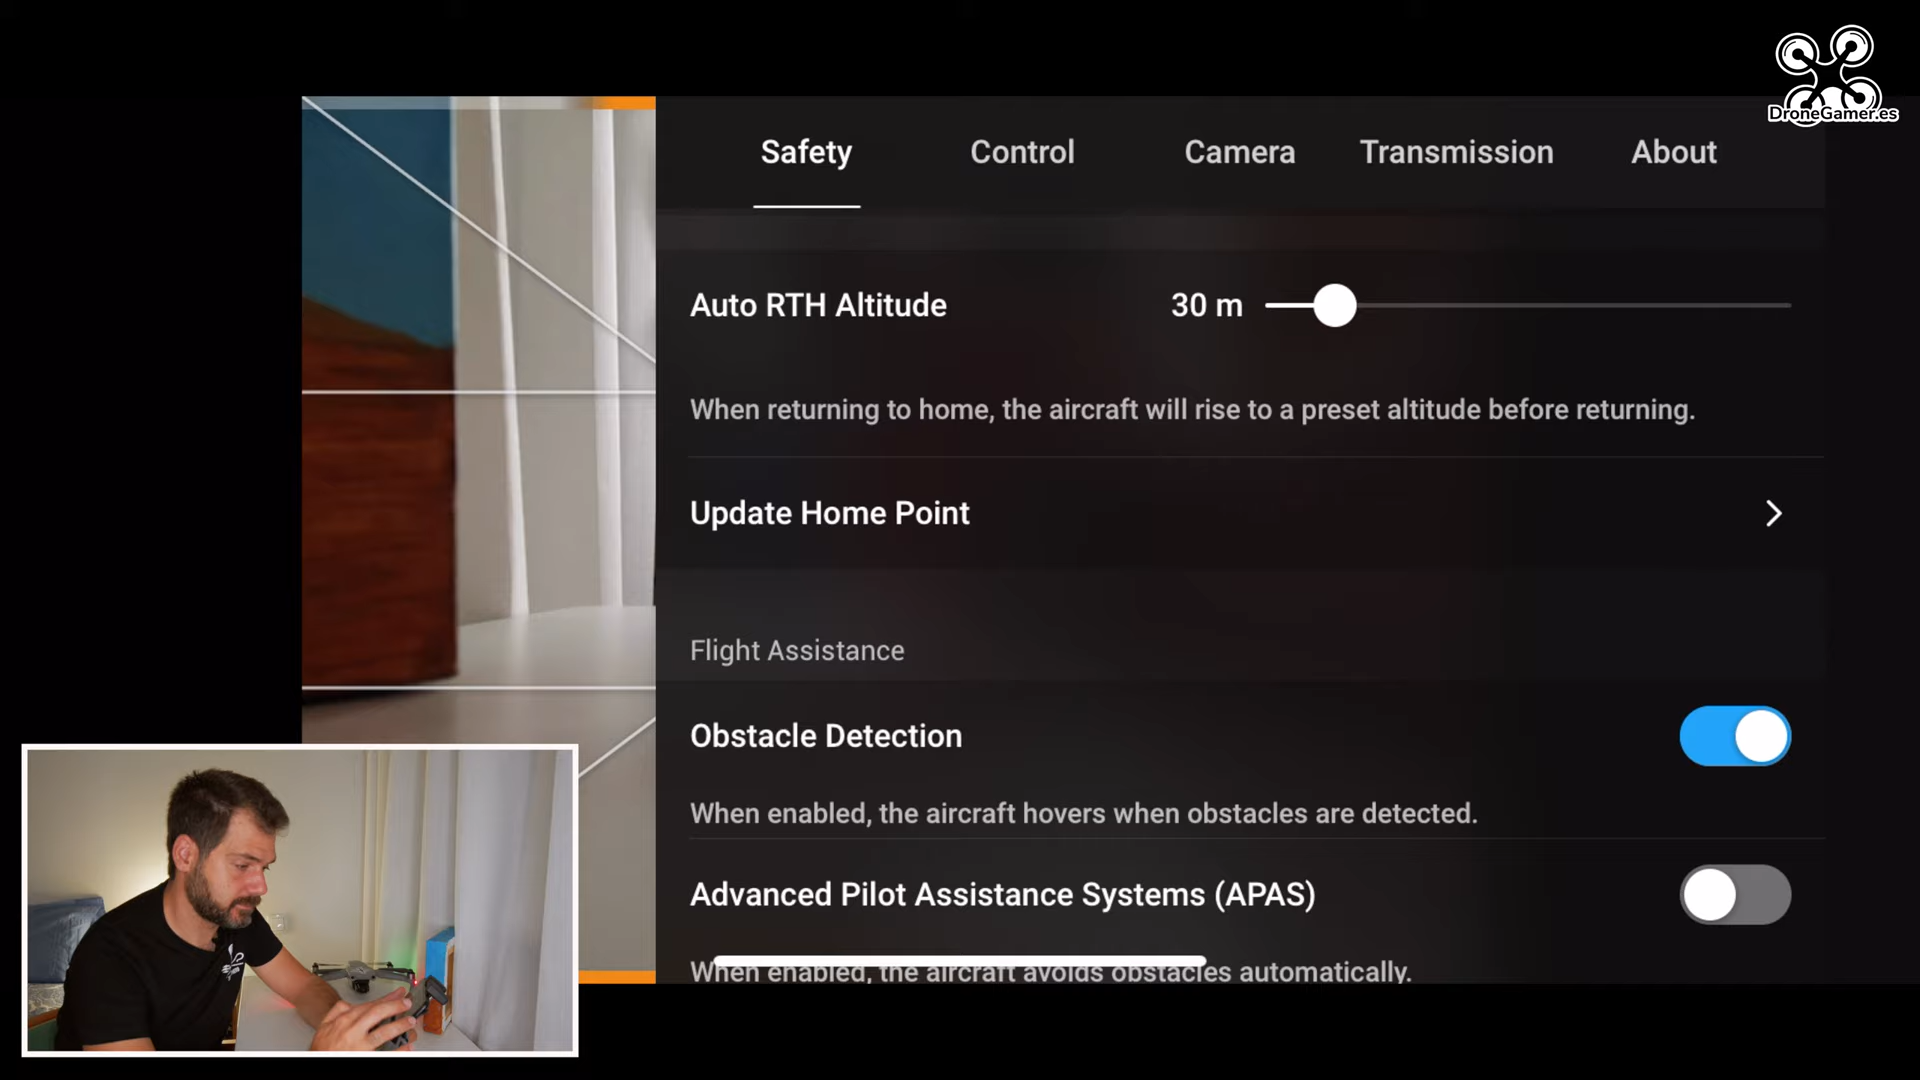 DroneGamer.es
Safety
Control
Camera
Transmission
About
Auto RTH Altitude
30 m
When returning to home, the aircraft will rise to a preset altitude before returning.
Update Home Point
Flight Assistance
Obstacle Detection
When enabled, the aircraft hovers when obstacles are detected.
Advanced Pilot Assistance Systems (APAS)
When enabled, the aircraft avoids obstacles automatically.